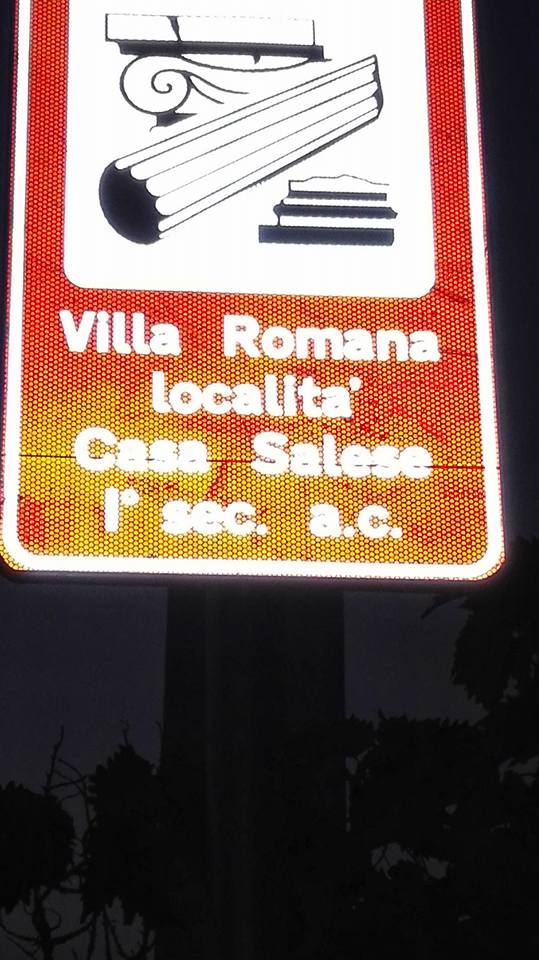 Villa Romana
localita'
Casa Salese
I° sec. a.c.